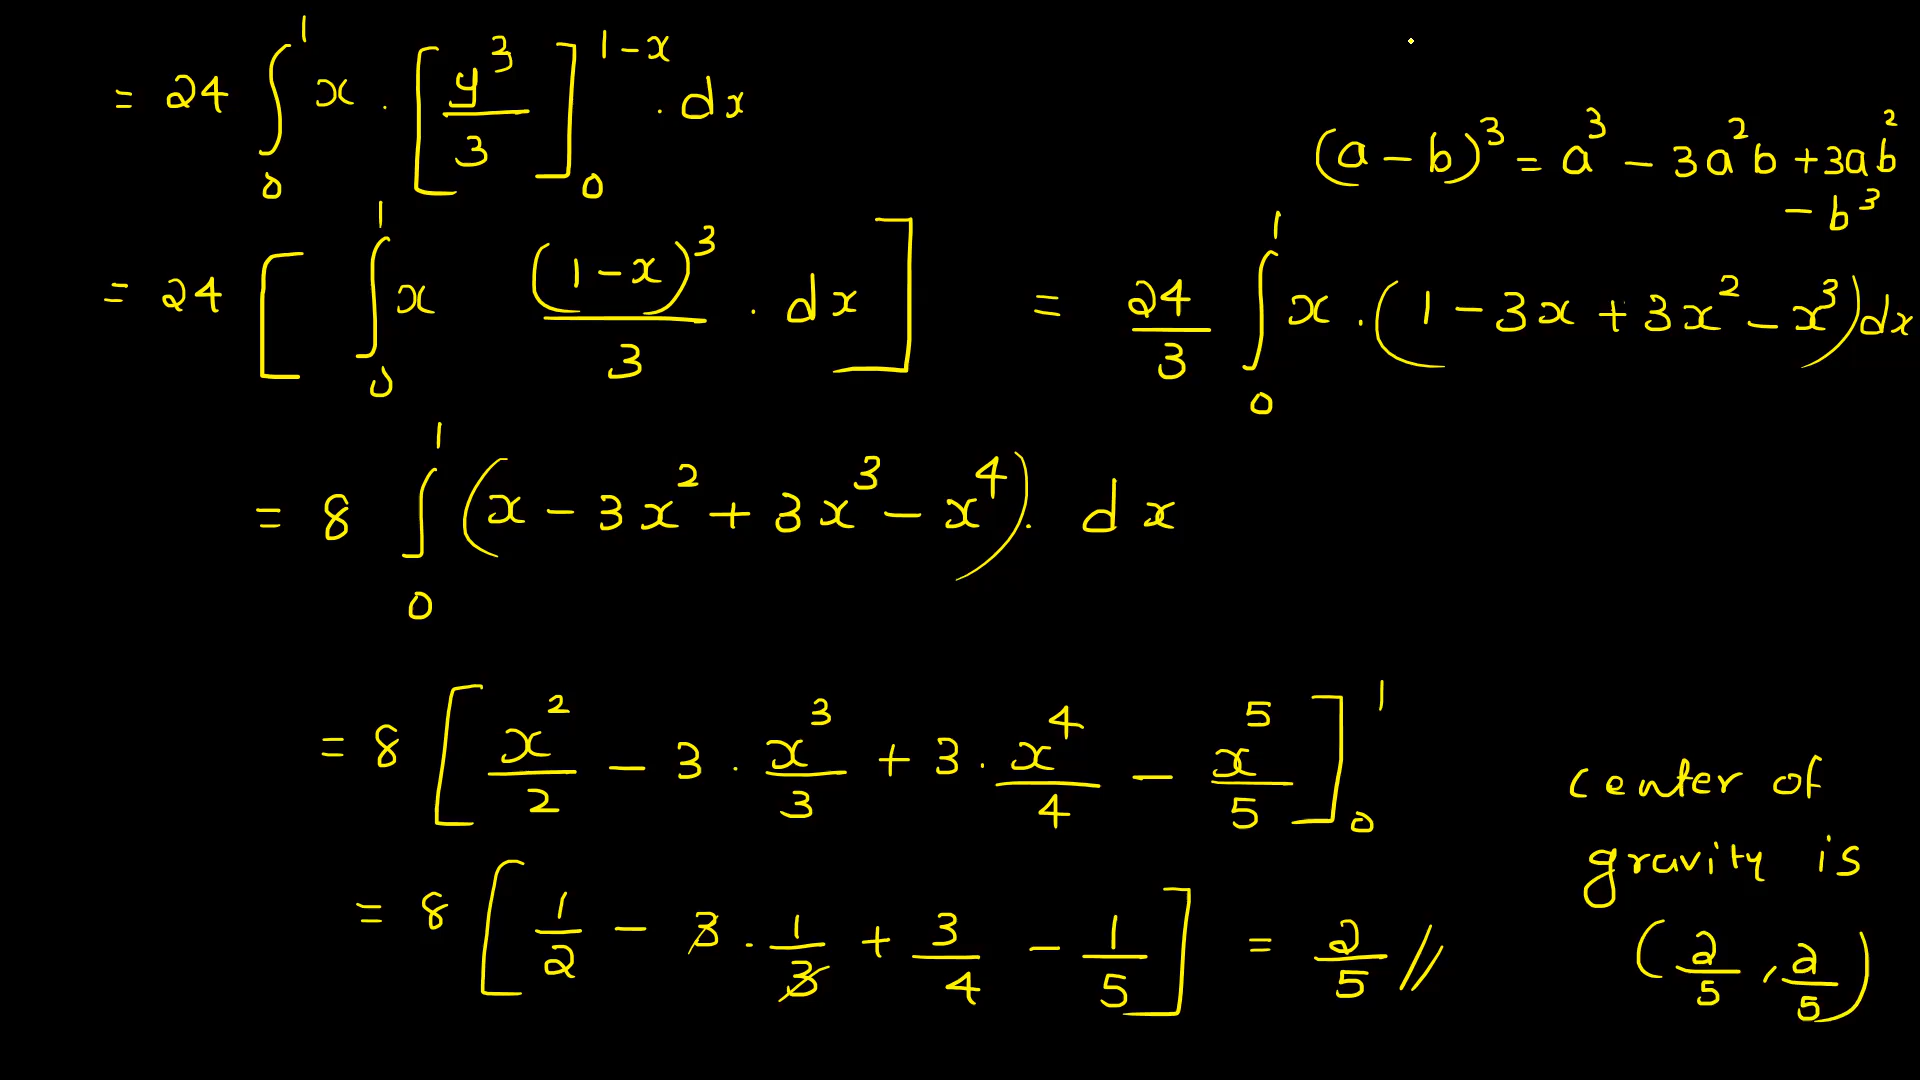 = 24 ∫₀¹ x . [y³/3]₀^{1-x} . dx
(a - b)³ = a³ - 3a²b + 3ab² - b³
= 24 [∫₀¹ x (1-x)³/3 . dx] = 24/3 ∫₀¹ x . (1 - 3x + 3x² - x³) dx
= 8 ∫₀¹ (x - 3x² + 3x³ - x⁴) . dx
= 8 [x²/2 - 3 . x³/3 + 3 . x⁴/4 - x⁵/5]₀¹
= 8 [1/2 - 3 . 1/3 + 3/4 - 1/5] = 2/5 //
center of
gravity is
(2/5, 2/5)